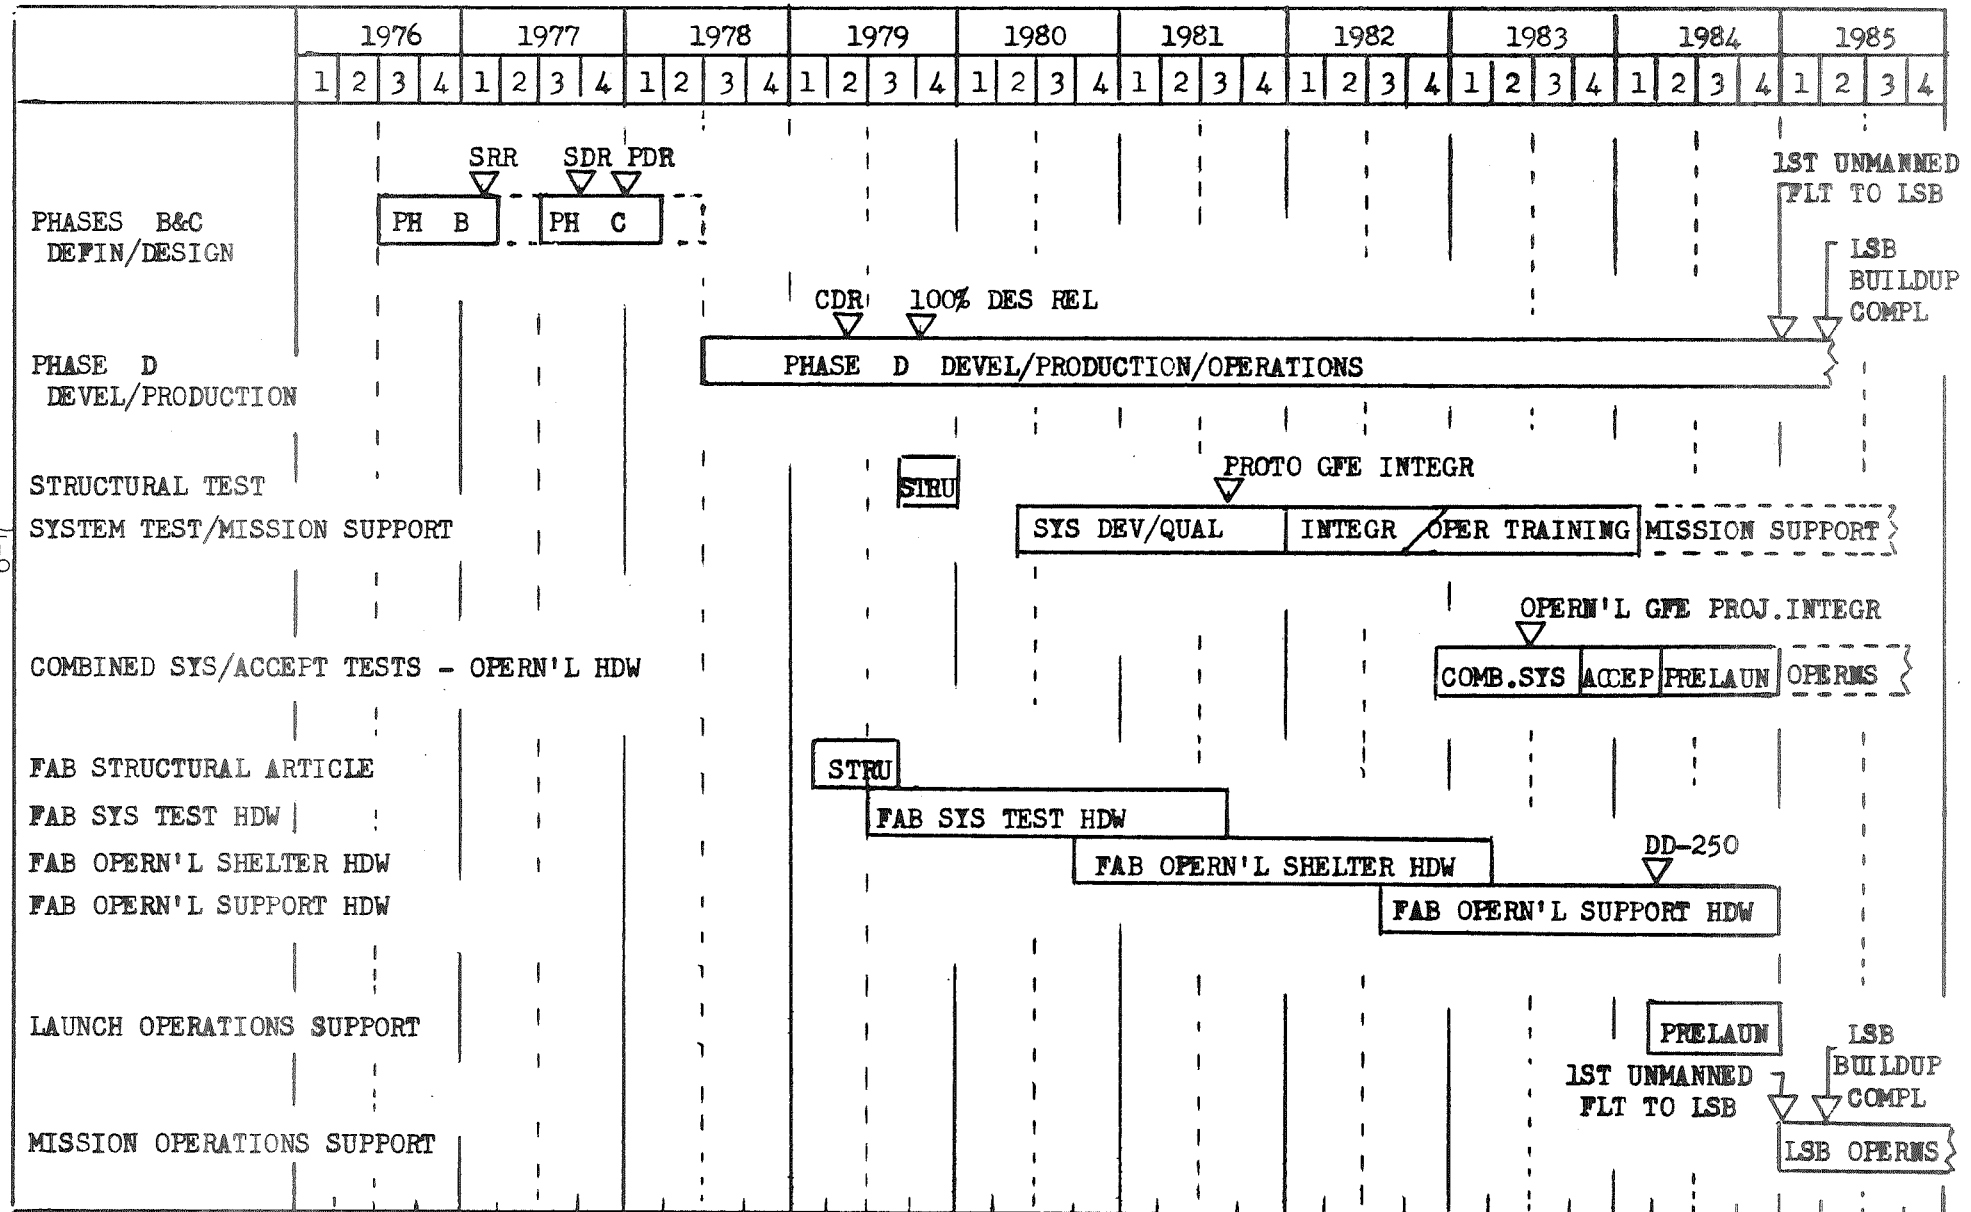 1976 1977 1978 1979 1980 1981 1982 1983 1984 1985
1 2 3 4 1 2 3 4 1 2 3 4 1 2 3 4 1 2 3 4 1 2 3 4 1 2 3 4 1 2 3 4 1 2 3 4 1 2 3 4
SRR SDR PDR
1ST UNMANNED
FLT TO LSB
PHASES B&C
DEFIN/DESIGN
PH B PH C
LSB
BUILDUP
COMPL
CDR 100% DES REL
PHASE D
DEVEL/PRODUCTION
PHASE D DEVEL/PRODUCTION/OPERATIONS
PROTO GFE INTEGR
STRUCTURAL TEST
STRU
SYSTEM TEST/MISSION SUPPORT
SYS DEV/QUAL INTEGR OPER TRAINING MISSION SUPPORT
OPERN'L GFE PROJ.INTEGR
COMBINED SYS/ACCEPT TESTS - OPERN'L HDW
COMB.SYS ACCEP PRELAUN OPERNS
FAB STRUCTURAL ARTICLE
STRU
FAB SYS TEST HDW
FAB SYS TEST HDW
DD-250
FAB OPERN'L SHELTER HDW
FAB OPERN'L SHELTER HDW
FAB OPERN'L SUPPORT HDW
FAB OPERN'L SUPPORT HDW
LAUNCH OPERATIONS SUPPORT
PRELAUN
LSB
BUILDUP
COMPL
1ST UNMANNED
FLT TO LSB
MISSION OPERATIONS SUPPORT
LSB OPERNS